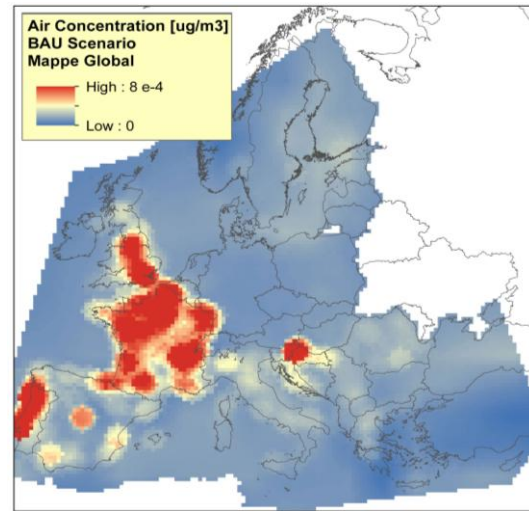 Air Concentration [ug/m3]
BAU Scenario
Mappe Global
High : 8 e-4
Low : 0